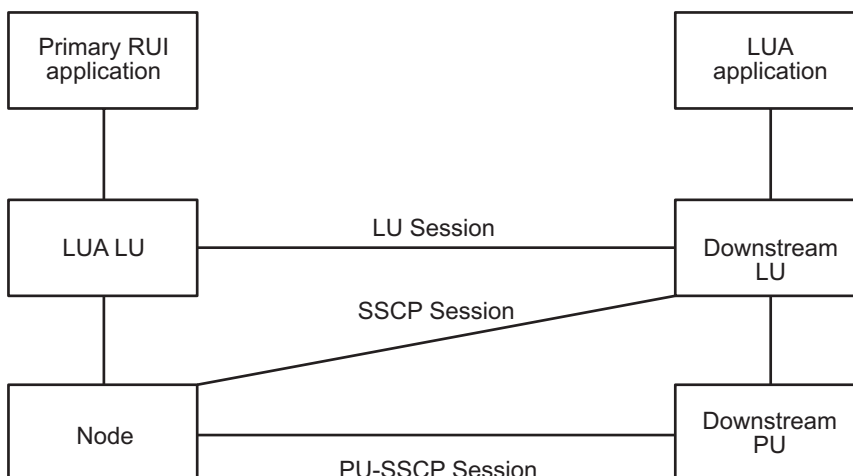 Primary RUI
application
LUA
application
LUA LU
LU Session
Downstream
LU
SSCP Session
Node
Downstream
PU
PU-SSCP Session